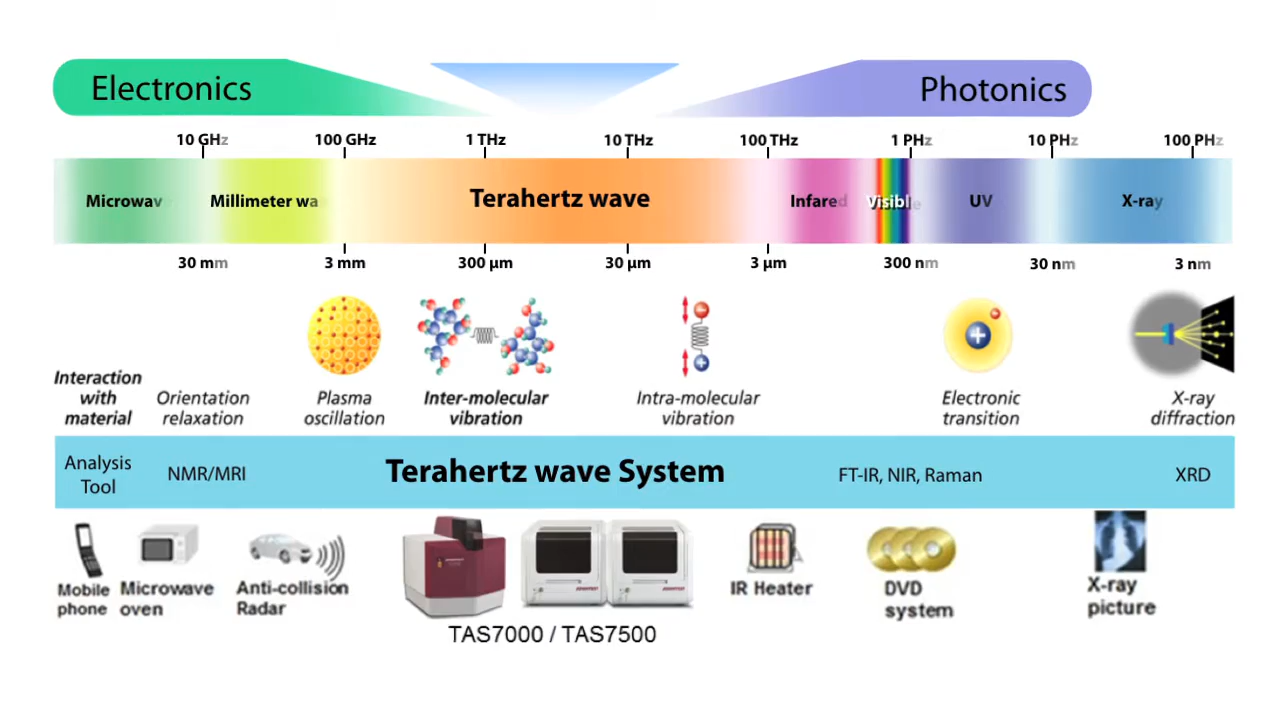 Electronics
Photonics
10 GHz
100 GHz
1 THz
10 THz
100 THz
1 PHz
10 PHz
100 PHz
Microwav
Millimeter wa
Terahertz wave
Infared
Visible
UV
X-ray
30 mm
3 mm
300 µm
30 µm
3 µm
300 nm
30 nm
3 nm
Interaction
with
material
Orientation
relaxation
Plasma
oscillation
Inter-molecular
vibration
Intra-molecular
vibration
Electronic
transition
X-ray
diffraction
Analysis
Tool
NMR/MRI
Terahertz wave System
FT-IR, NIR, Raman
XRD
Mobile
phone
Microwave
oven
Anti-collision
Radar
TAS7000 / TAS7500
IR Heater
DVD
system
X-ray
picture